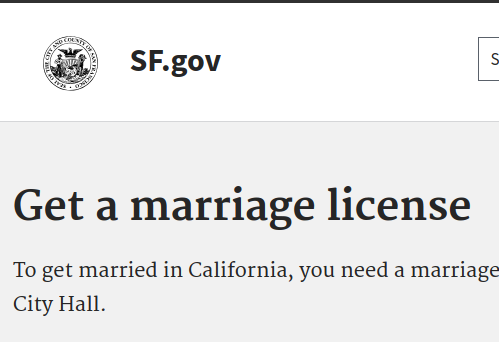 SEAL OF THE CITY AND COUNTY OF SAN FRANCISCO
SF.gov
S
Get a marriage license
To get married in California, you need a marriage
City Hall.